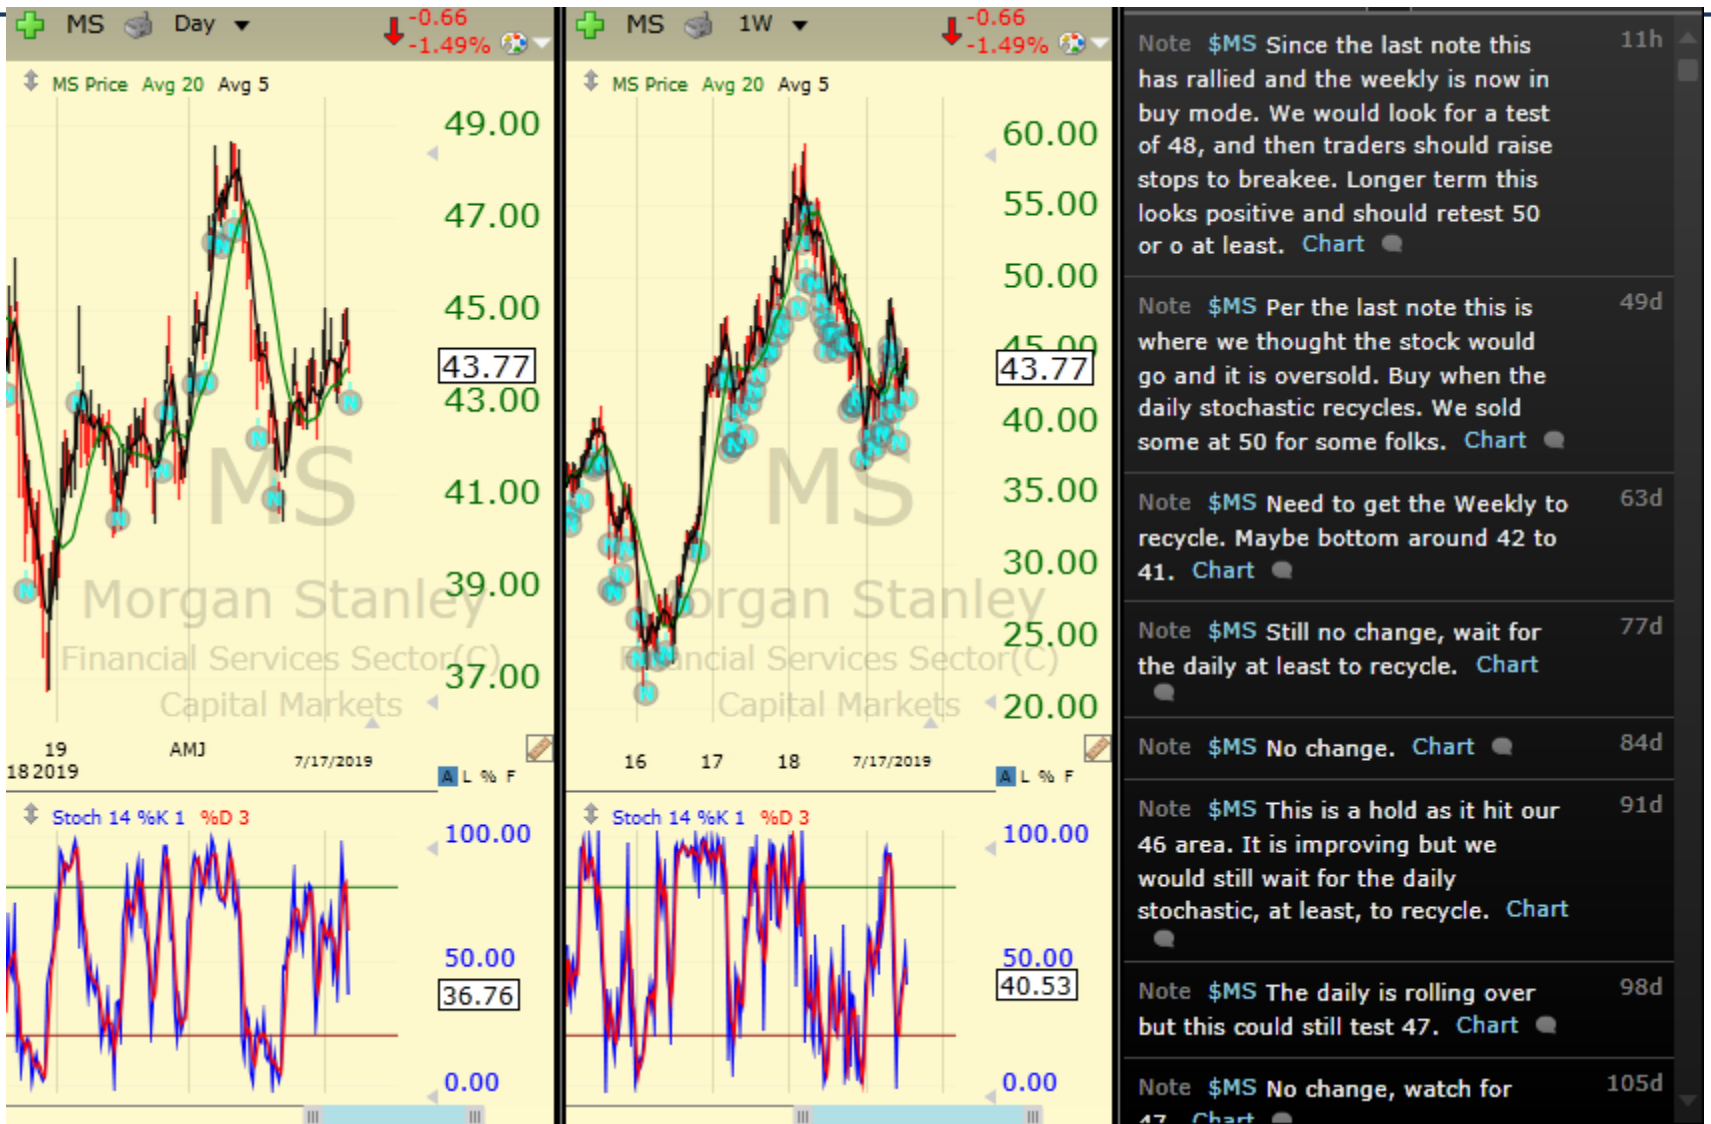 MS Day -0.66
-1.49%
MS Price Avg 20 Avg 5
49.00
47.00
45.00
43.77
43.00
41.00
39.00
37.00
MS
Morgan Stanley
Financial Services Sector(C)
Capital Markets
19 AMJ 7/17/2019
18 2019
A L % F
Stoch 14 %K 1 %D 3
100.00
50.00
36.76
0.00
MS 1W -0.66
-1.49%
MS Price Avg 20 Avg 5
60.00
55.00
50.00
45.00
43.77
40.00
35.00
30.00
25.00
20.00
MS
Morgan Stanley
Financial Services Sector(C)
Capital Markets
16 17 18 7/17/2019
A L % F
Stoch 14 %K 1 %D 3
100.00
50.00
40.53
0.00
Note $MS Since the last note this 11h
has rallied and the weekly is now in
buy mode. We would look for a test
of 48, and then traders should raise
stops to breakee. Longer term this
looks positive and should retest 50
or o at least. Chart
Note $MS Per the last note this is 49d
where we thought the stock would
go and it is oversold. Buy when the
daily stochastic recycles. We sold
some at 50 for some folks. Chart
Note $MS Need to get the Weekly to 63d
recycle. Maybe bottom around 42 to
41. Chart
Note $MS Still no change, wait for 77d
the daily at least to recycle. Chart
Note $MS No change. Chart 84d
Note $MS This is a hold as it hit our 91d
46 area. It is improving but we
would still wait for the daily
stochastic, at least, to recycle. Chart
Note $MS The daily is rolling over 98d
but this could still test 47. Chart
Note $MS No change, watch for 105d
47. Chart